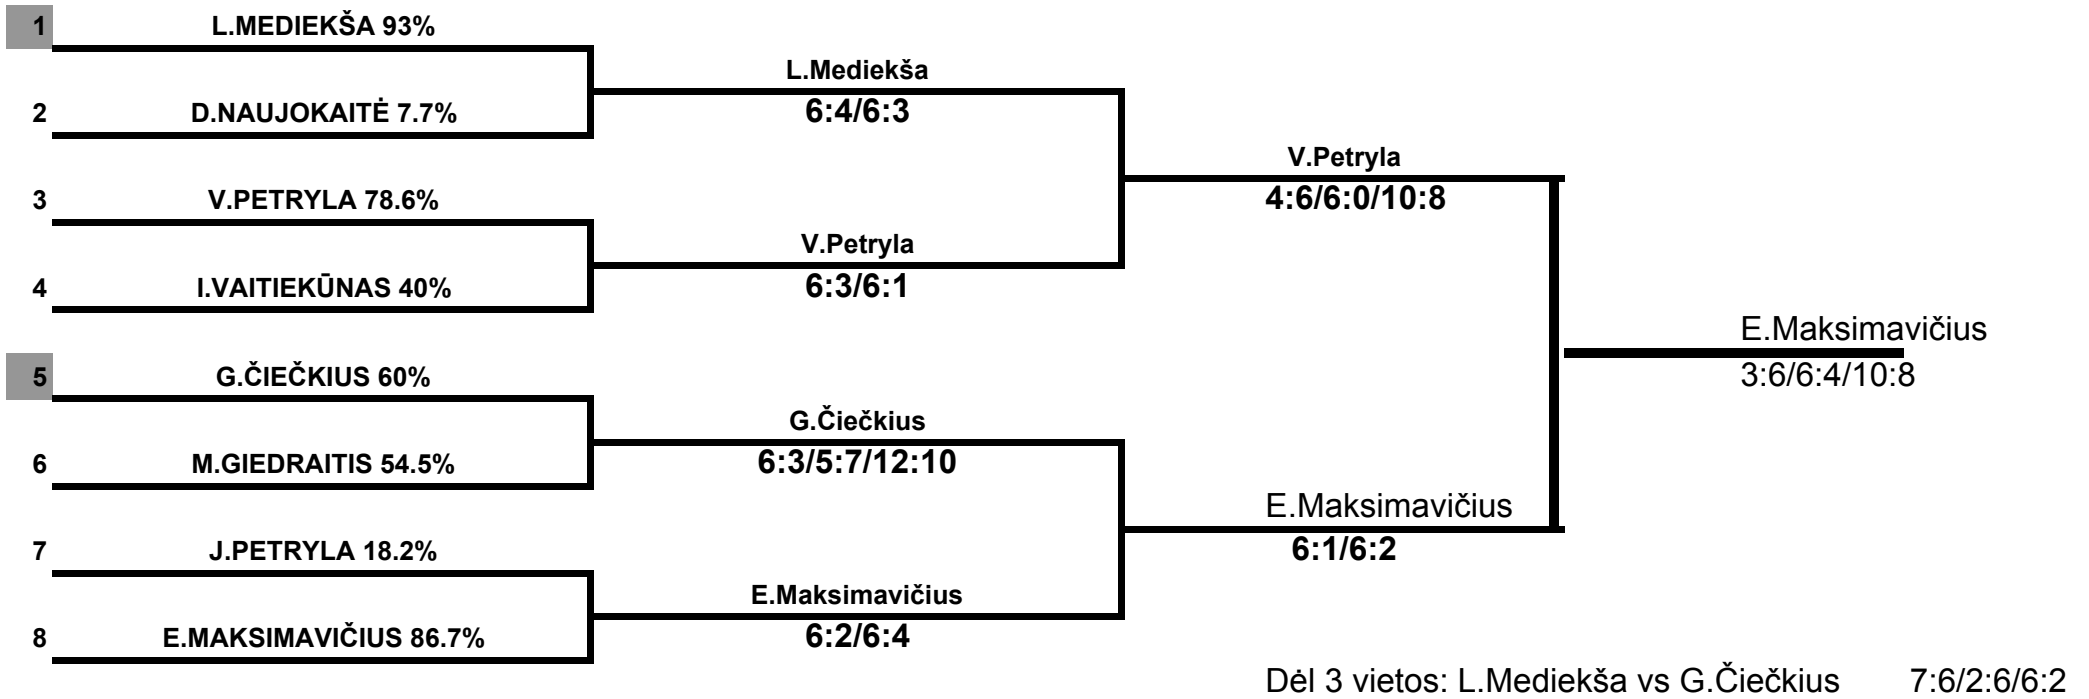 1 L.MEDIEKŠA 93%
L.Mediekša
2 D.NAUJOKAITĖ 7.7%
6:4/6:3
V.Petryla
3 V.PETRYLA 78.6%
4:6/6:0/10:8
V.Petryla
4 I.VAITIEKŪNAS 40%
6:3/6:1
E.Maksimavičius
5 G.ČIEČKIUS 60%
3:6/6:4/10:8
G.Čiečkius
6 M.GIEDRAITIS 54.5%
6:3/5:7/12:10
E.Maksimavičius
7 J.PETRYLA 18.2%
6:1/6:2
E.Maksimavičius
8 E.MAKSIMAVIČIUS 86.7%
6:2/6:4
Dėl 3 vietos: L.Mediekša vs G.Čiečkius 7:6/2:6/6:2